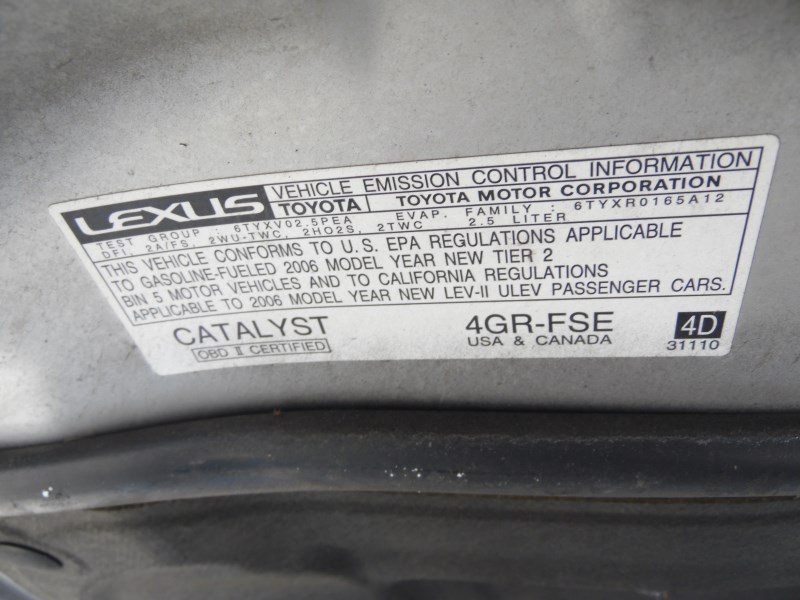 LEXUS VEHICLE EMISSION CONTROL INFORMATION
TOYOTA TOYOTA MOTOR CORPORATION
TEST GROUP : 6TYXV02.5PEA EVAP. FAMILY : 6TYXR0165A12
DFI, 2A/FS, 2WU-TWC, 2HO2S, 2TWC 2.5 LITER
THIS VEHICLE CONFORMS TO U.S. EPA REGULATIONS APPLICABLE
TO GASOLINE-FUELED 2006 MODEL YEAR NEW TIER 2
BIN 5 MOTOR VEHICLES AND TO CALIFORNIA REGULATIONS
APPLICABLE TO 2006 MODEL YEAR NEW LEV-II ULEV PASSENGER CARS.
CATALYST 4GR-FSE 4D
OBD II CERTIFIED USA & CANADA 31110